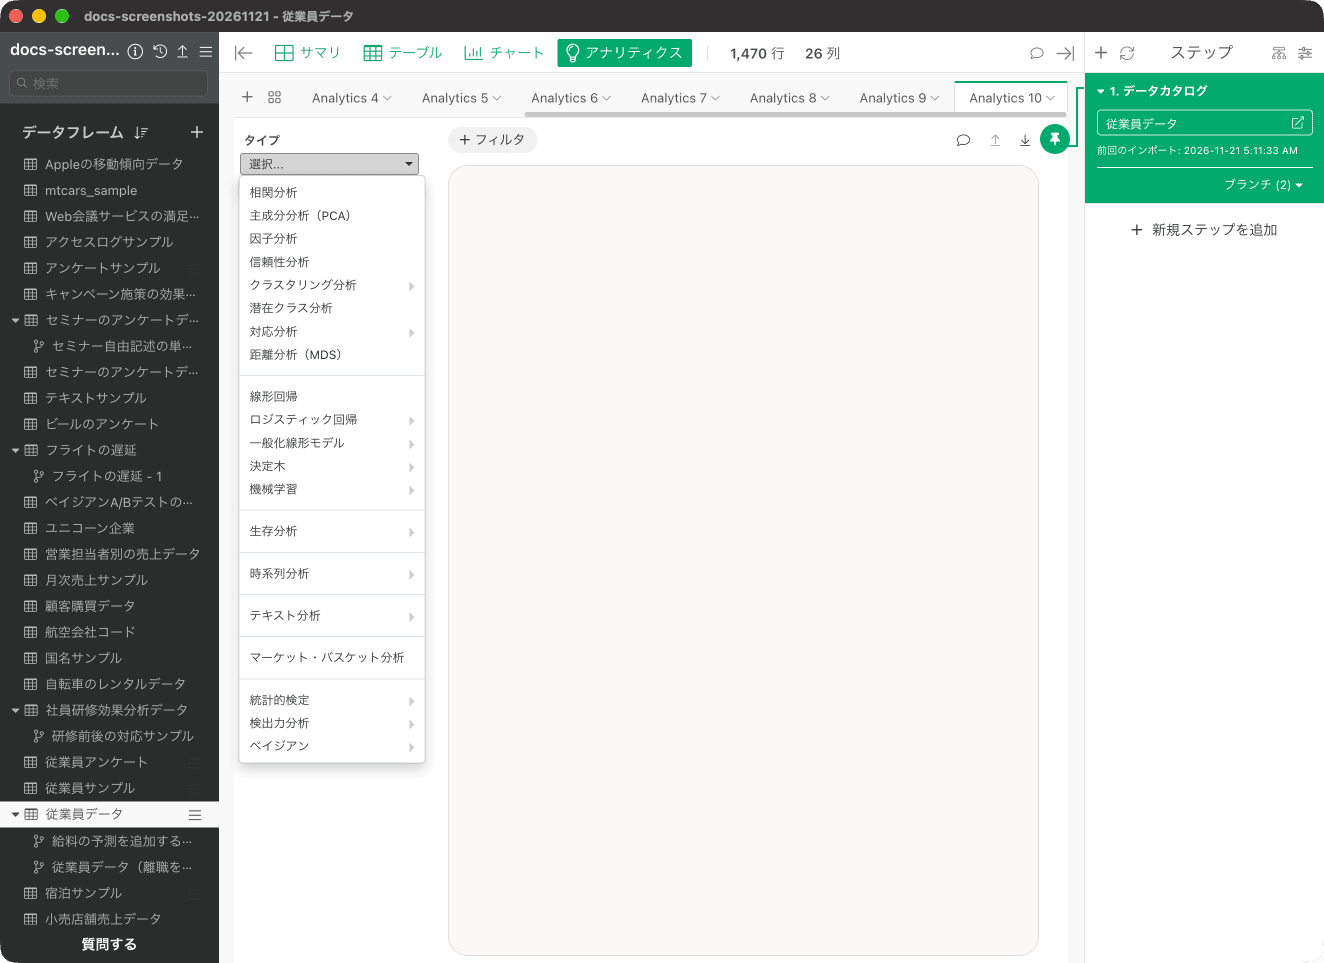 docs-screenshots-20261121 - 従業員データ
docs-screen...
検索
データフレーム
Appleの移動傾向データ
mtcars_sample
Web会議サービスの満足…
アクセスログサンプル
アンケートサンプル
キャンペーン施策の効果…
セミナーのアンケートデ…
セミナー自由記述の単…
セミナーのアンケートデ…
テキストサンプル
ビールのアンケート
フライトの遅延
フライトの遅延 - 1
ベイジアンA/Bテストの…
ユニコーン企業
営業担当者別の売上データ
月次売上サンプル
顧客購買データ
航空会社コード
国名サンプル
自転車のレンタルデータ
社員研修効果分析データ
研修前後の対応サンプル
従業員アンケート
従業員サンプル
従業員データ
給料の予測を追加する…
従業員データ（離職を…
宿泊サンプル
小売店舗売上データ
質問する
サマリ テーブル チャート アナリティクス 1,470 行 26 列
Analytics 4 Analytics 5 Analytics 6 Analytics 7 Analytics 8 Analytics 9 Analytics 10
タイプ
選択...
相関分析
主成分分析（PCA）
因子分析
信頼性分析
クラスタリング分析
潜在クラス分析
対応分析
距離分析（MDS）
線形回帰
ロジスティック回帰
一般化線形モデル
決定木
機械学習
生存分析
時系列分析
テキスト分析
マーケット・バスケット分析
統計的検定
検出力分析
ベイジアン
+ フィルタ
ステップ
1. データカタログ
従業員データ
前回のインポート: 2026-11-21 5:11:33 AM
ブランチ (2)
+ 新規ステップを追加